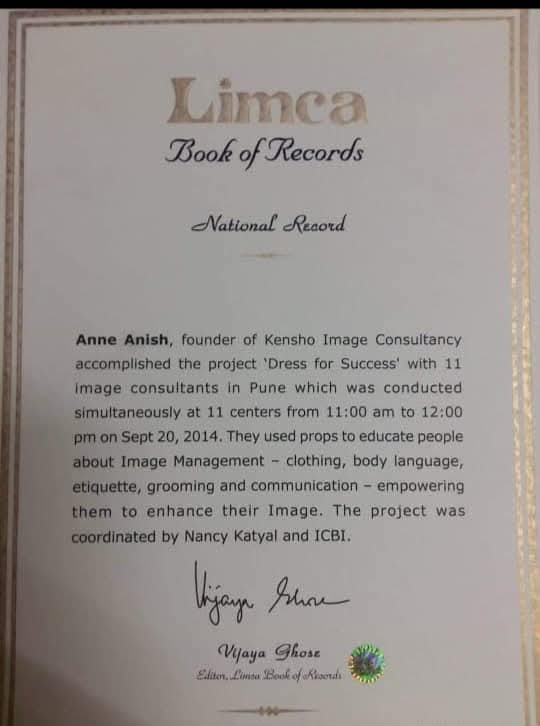 Limca
Book of Records
National Record
Anne Anish, founder of Kensho Image Consultancy
accomplished the project 'Dress for Success' with 11
image consultants in Pune which was conducted
simultaneously at 11 centers from 11:00 am to 12:00
pm on Sept 20, 2014. They used props to educate people
about Image Management – clothing, body language,
etiquette, grooming and communication – empowering
them to enhance their Image. The project was
coordinated by Nancy Katyal and ICBI.
Vijaya Ghose
Vijaya Ghose
Editor, Limca Book of Records